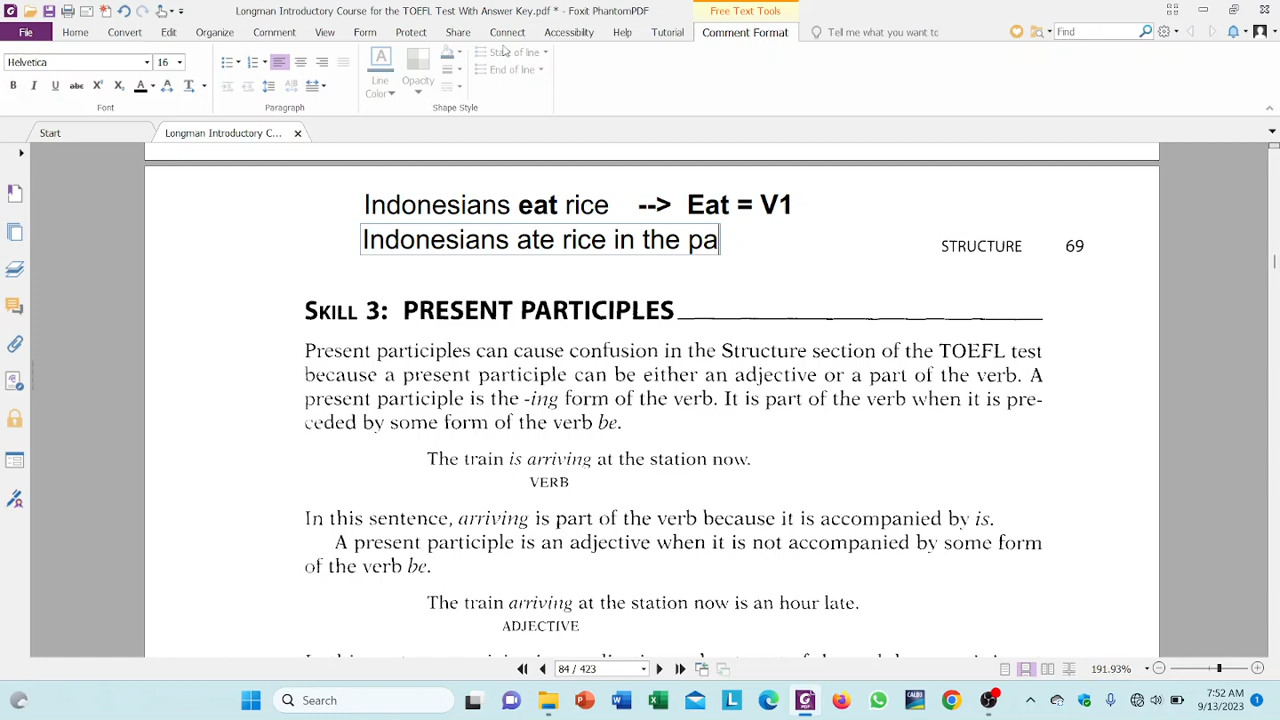 Longman Introductory Course for the TOEFL Test With Answer Key.pdf * - Foxit PhantomPDF
Free Text Tools
File Home Convert Edit Organize Comment View Form Protect Share Connect Accessibility Help Tutorial Comment Format Tell me what you want to Find
Helvetica 16 Line Color Opacity Start of line
B I U abc X² X₂ A T End of line
Font Paragraph Shape Style
Start Longman Introductory C...
Indonesians eat rice --> Eat = V1
Indonesians ate rice in the pa
STRUCTURE 69
SKILL 3: PRESENT PARTICIPLES
Present participles can cause confusion in the Structure section of the TOEFL test
because a present participle can be either an adjective or a part of the verb. A
present participle is the -ing form of the verb. It is part of the verb when it is pre-
ceded by some form of the verb be.
The train is arriving at the station now.
VERB
In this sentence, arriving is part of the verb because it is accompanied by is.
A present participle is an adjective when it is not accompanied by some form
of the verb be.
The train arriving at the station now is an hour late.
ADJECTIVE
84 / 423 191.93%
Search CALBO 7:52 AM
9/13/2023